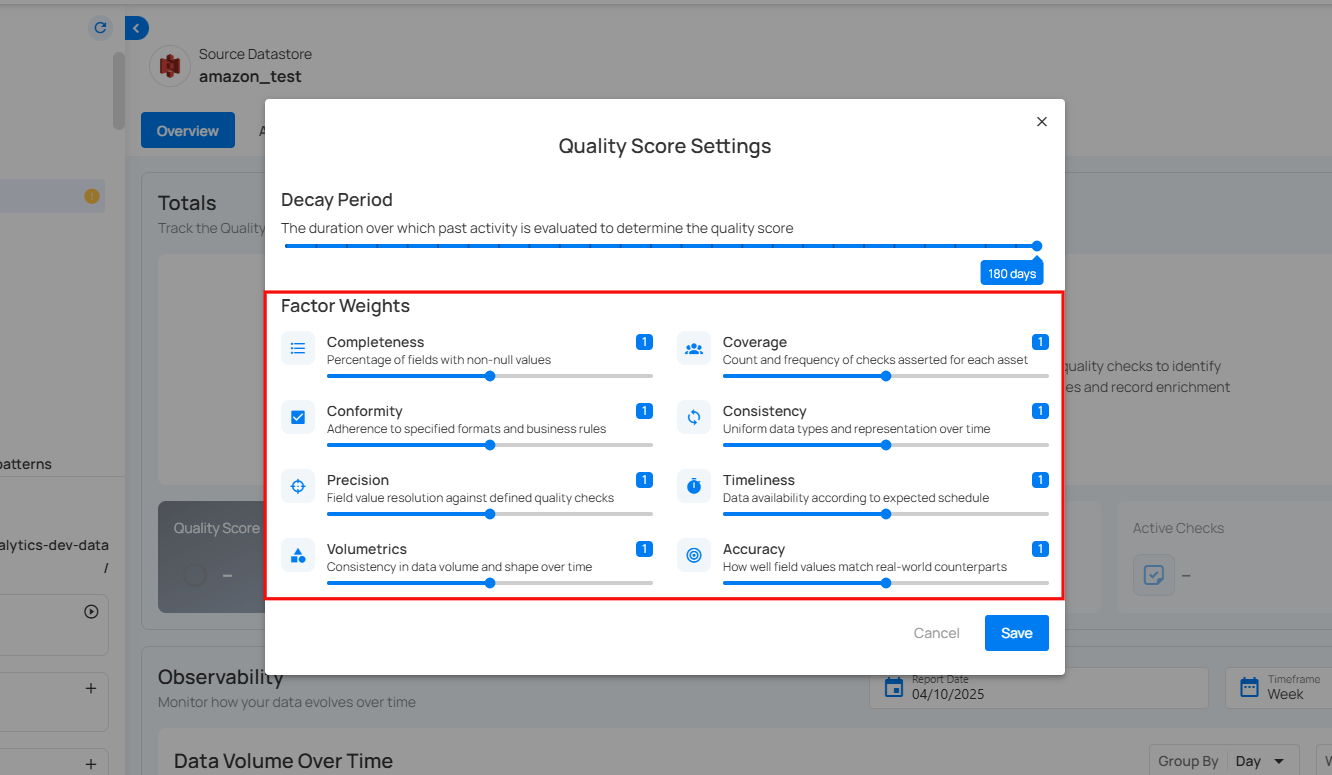 Source Datastore
amazon_test
Overview
Quality Score Settings
Totals
Track the Quality
Decay Period
The duration over which past activity is evaluated to determine the quality score
180 days
Factor Weights
Completeness
1
Percentage of fields with non-null values
Coverage
1
Count and frequency of checks asserted for each asset
quality checks to identify
es and record enrichment
Conformity
1
Adherence to specified formats and business rules
Consistency
1
Uniform data types and representation over time
patterns
Precision
1
Field value resolution against defined quality checks
Timeliness
1
Data availability according to expected schedule
Quality Score
–
Active Checks
–
alytics-dev-data
/
Volumetrics
1
Consistency in data volume and shape over time
Accuracy
1
How well field values match real-world counterparts
Cancel
Save
Observability
Monitor how your data evolves over time
Report Date
04/10/2025
Timeframe
Week
Data Volume Over Time
Group By
Day